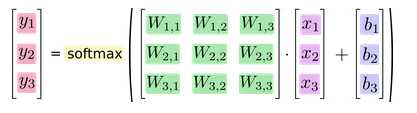 y₁ = softmax ( W₁,₁ W₁,₂ W₁,₃ · x₁ + b₁ )
y₂ W₂,₁ W₂,₂ W₂,₃ x₂ b₂
y₃ W₃,₁ W₃,₂ W₃,₃ x₃ b₃